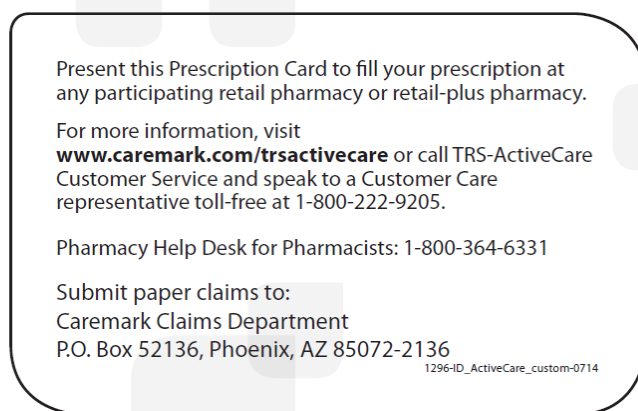 Present this Prescription Card to fill your prescription at
any participating retail pharmacy or retail-plus pharmacy.
For more information, visit
www.caremark.com/trsactivecare or call TRS-ActiveCare
Customer Service and speak to a Customer Care
representative toll-free at 1-800-222-9205.
Pharmacy Help Desk for Pharmacists: 1-800-364-6331
Submit paper claims to:
Caremark Claims Department
P.O. Box 52136, Phoenix, AZ 85072-2136
1296-ID_ActiveCare_custom-0714